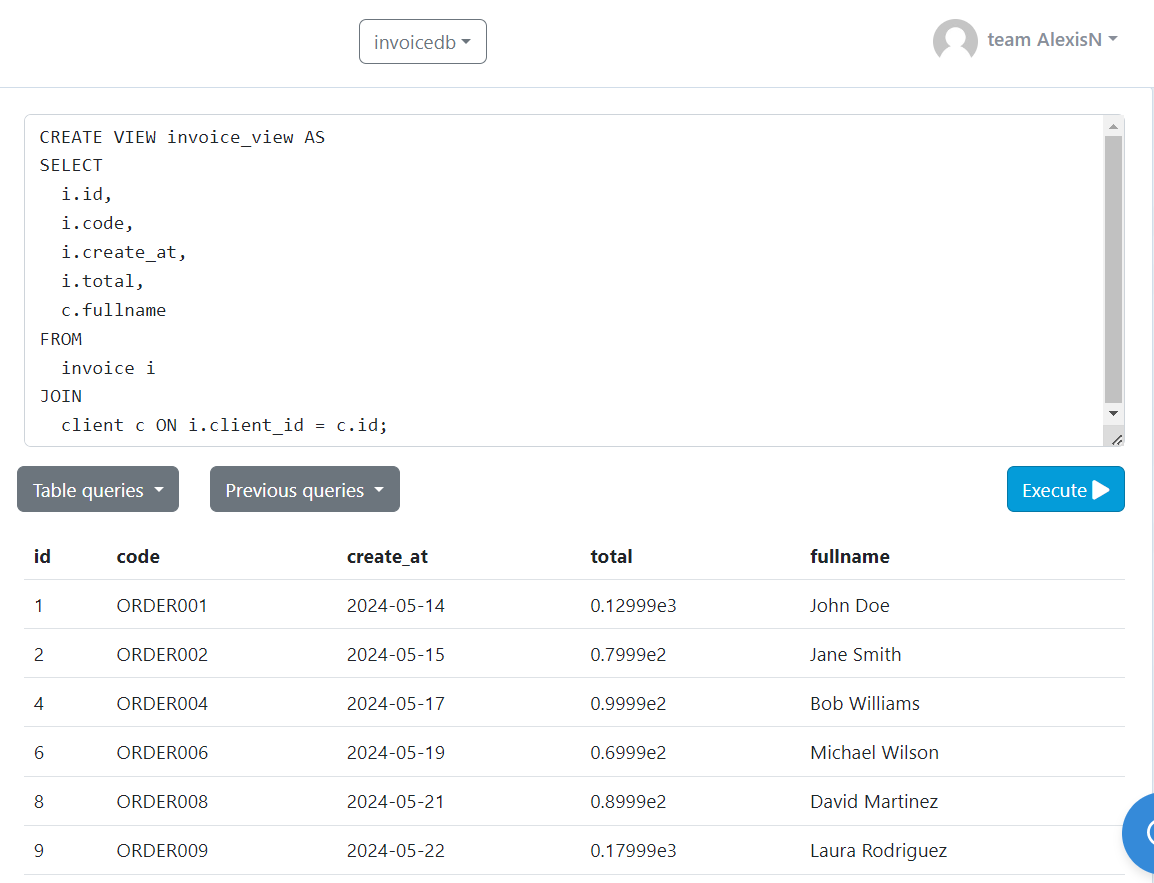 invoicedb
team AlexisN
CREATE VIEW invoice_view AS
SELECT
  i.id,
  i.code,
  i.create_at,
  i.total,
  c.fullname
FROM
  invoice i
JOIN
  client c ON i.client_id = c.id;
Table queries
Previous queries
Execute
id code create_at total fullname
1 ORDER001 2024-05-14 0.12999e3 John Doe
2 ORDER002 2024-05-15 0.7999e2 Jane Smith
4 ORDER004 2024-05-17 0.9999e2 Bob Williams
6 ORDER006 2024-05-19 0.6999e2 Michael Wilson
8 ORDER008 2024-05-21 0.8999e2 David Martinez
9 ORDER009 2024-05-22 0.17999e3 Laura Rodriguez